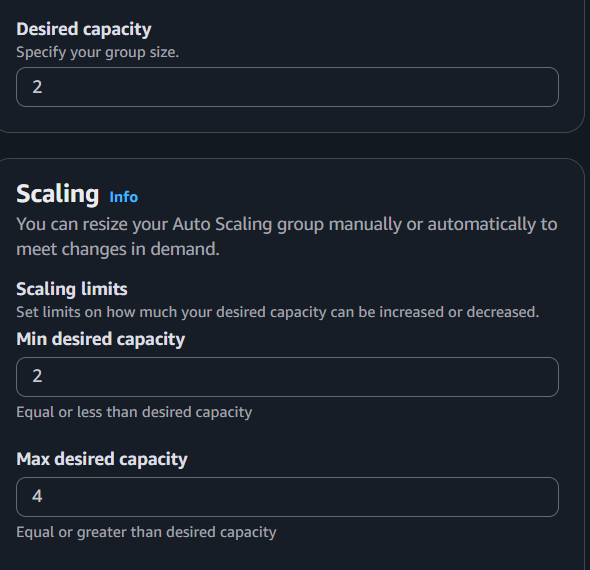 Desired capacity
Specify your group size.
2
Scaling Info
You can resize your Auto Scaling group manually or automatically to
meet changes in demand.
Scaling limits
Set limits on how much your desired capacity can be increased or decreased.
Min desired capacity
2
Equal or less than desired capacity
Max desired capacity
4
Equal or greater than desired capacity